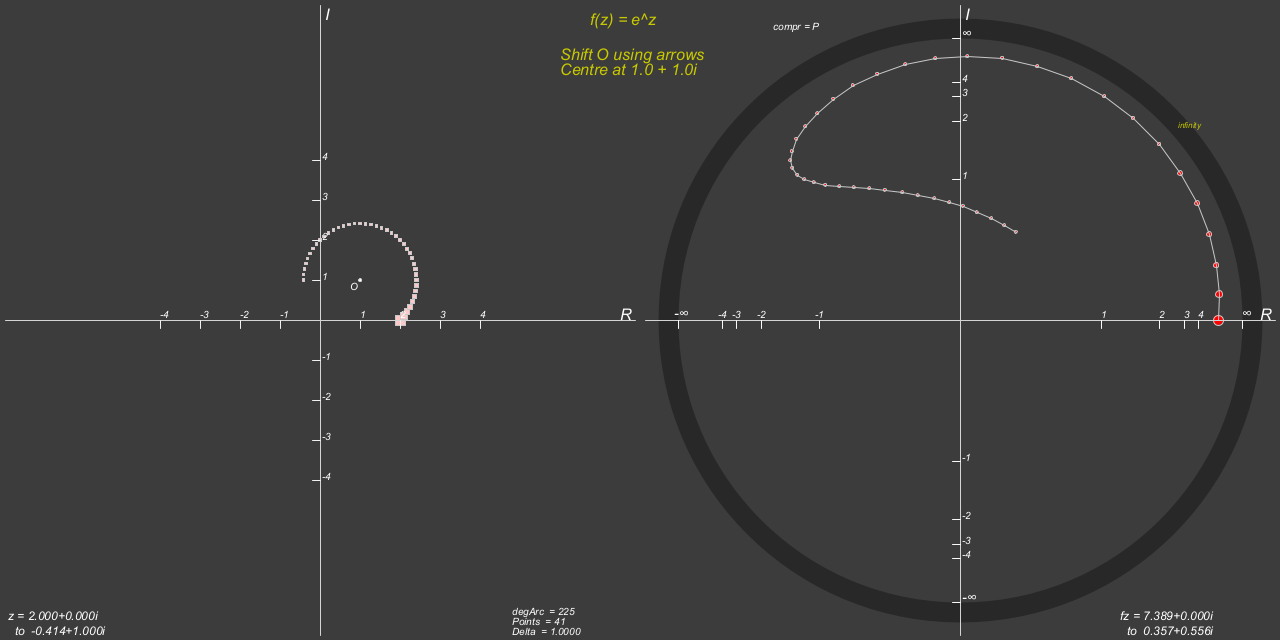 I
f(z) = e^z
Shift O using arrows
Centre at 1.0 + 1.0i
4
3
2
1
O
-4 -3 -2 -1 1 3 4 R
-1
-2
-3
-4
z = 2.000+0.000i
to -0.414+1.000i
degArc = 225
Points = 41
Delta = 1.0000
compr = P
I
∞
4
3
2
infinity
1
-∞ -4 -3 -2 -1 1 2 3 4 ∞ R
-1
-2
-3
-4
-∞
fz = 7.389+0.000i
to 0.357+0.556i